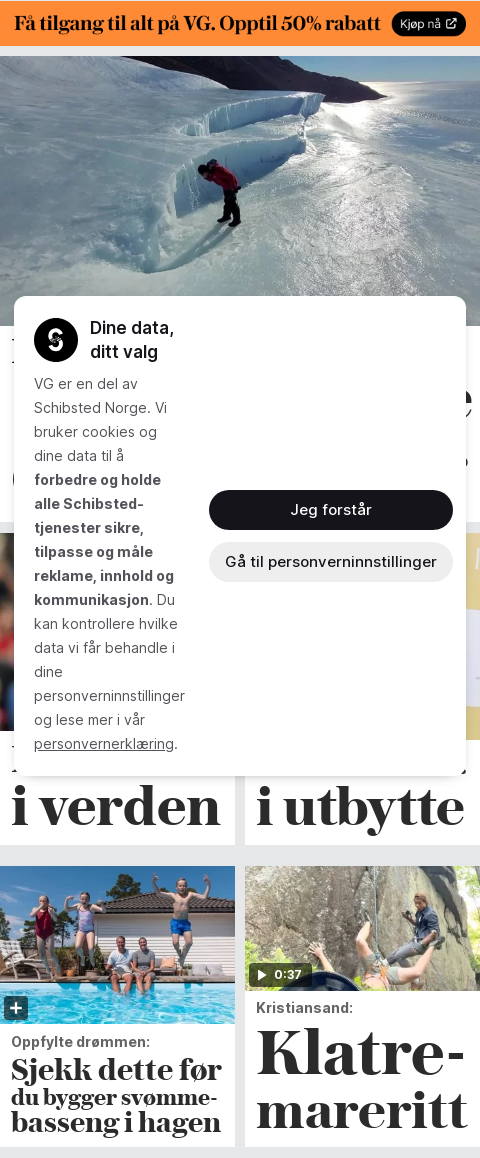 Få tilgang til alt på VG. Opptil 50% rabatt
Kjøp nå
Dine data,
ditt valg
VG er en del av
Schibsted Norge. Vi
bruker cookies og
dine data til å
forbedre og holde
alle Schibsted-
tjenester sikre,
tilpasse og måle
reklame, innhold og
kommunikasjon. Du
kan kontrollere hvilke
data vi får behandle i
dine
personverninnstillinger
og lese mer i vår
personvernerklæring.
Jeg forstår
Gå til personverninnstillinger
i verden
i utbytte
Oppfylte drømmen:
Sjekk dette før
du bygger svømme-
basseng i hagen
0:37
Kristiansand:
Klatre-
mareritt